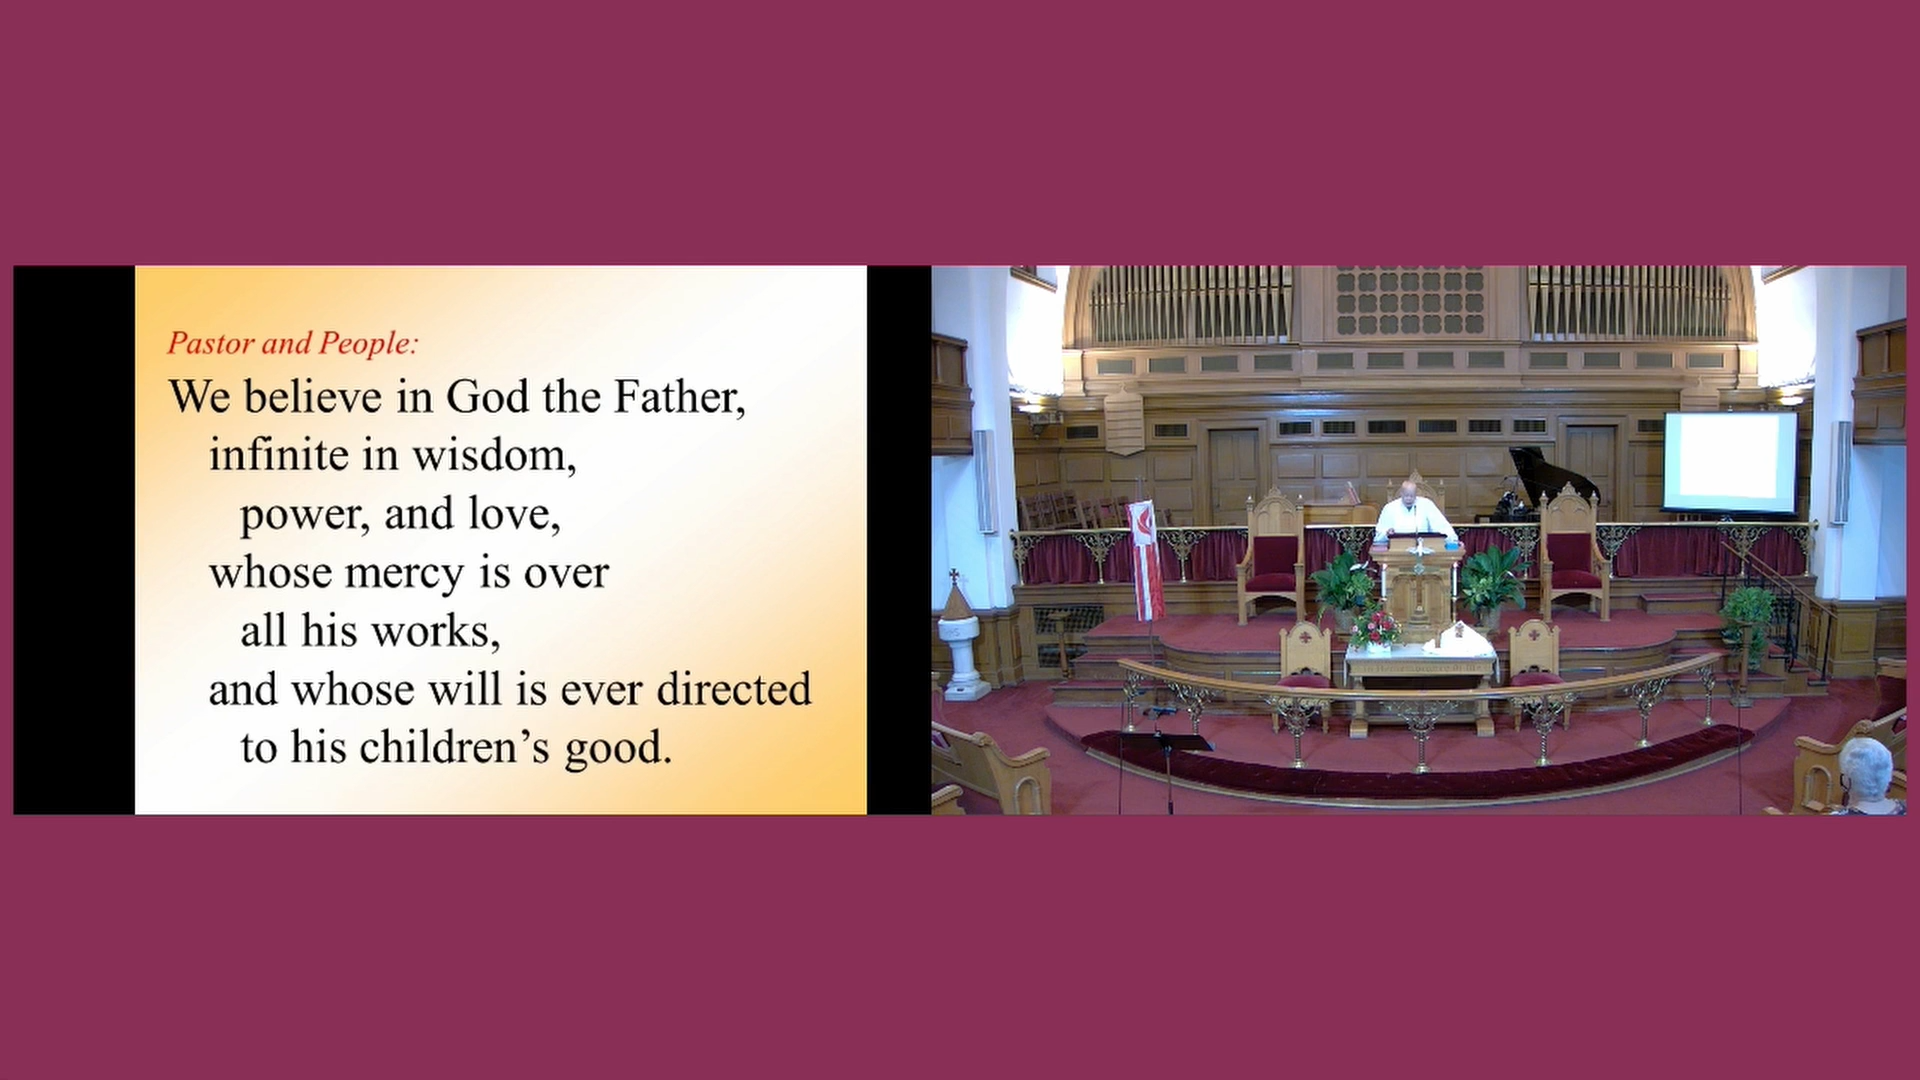 Pastor and People:
We believe in God the Father,
infinite in wisdom,
power, and love,
whose mercy is over
all his works,
and whose will is ever directed
to his children’s good.